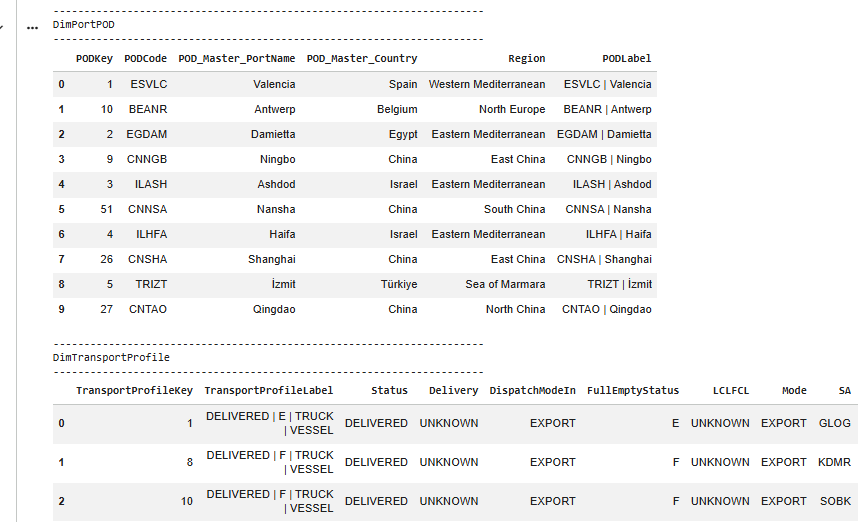 ...
----------------------------------------------------------------------
DimPortPOD
----------------------------------------------------------------------
PODKey PODCode POD_Master_PortName POD_Master_Country Region PODLabel
0 1 ESVLC Valencia Spain Western Mediterranean ESVLC | Valencia
1 10 BEANR Antwerp Belgium North Europe BEANR | Antwerp
2 2 EGDAM Damietta Egypt Eastern Mediterranean EGDAM | Damietta
3 9 CNNGB Ningbo China East China CNNGB | Ningbo
4 3 ILASH Ashdod Israel Eastern Mediterranean ILASH | Ashdod
5 51 CNNSA Nansha China South China CNNSA | Nansha
6 4 ILHFA Haifa Israel Eastern Mediterranean ILHFA | Haifa
7 26 CNSHA Shanghai China East China CNSHA | Shanghai
8 5 TRIZT İzmit Türkiye Sea of Marmara TRIZT | İzmit
9 27 CNTAO Qingdao China North China CNTAO | Qingdao
----------------------------------------------------------------------
DimTransportProfile
----------------------------------------------------------------------
TransportProfileKey TransportProfileLabel Status Delivery DispatchModeIn FullEmptyStatus LCLFCL Mode SA
DELIVERED | E | TRUCK
0 1 | VESSEL DELIVERED UNKNOWN EXPORT E UNKNOWN EXPORT GLOG
DELIVERED | F | TRUCK
1 8 | VESSEL DELIVERED UNKNOWN EXPORT F UNKNOWN EXPORT KDMR
DELIVERED | F | TRUCK
2 10 | VESSEL DELIVERED UNKNOWN EXPORT F UNKNOWN EXPORT SOBK